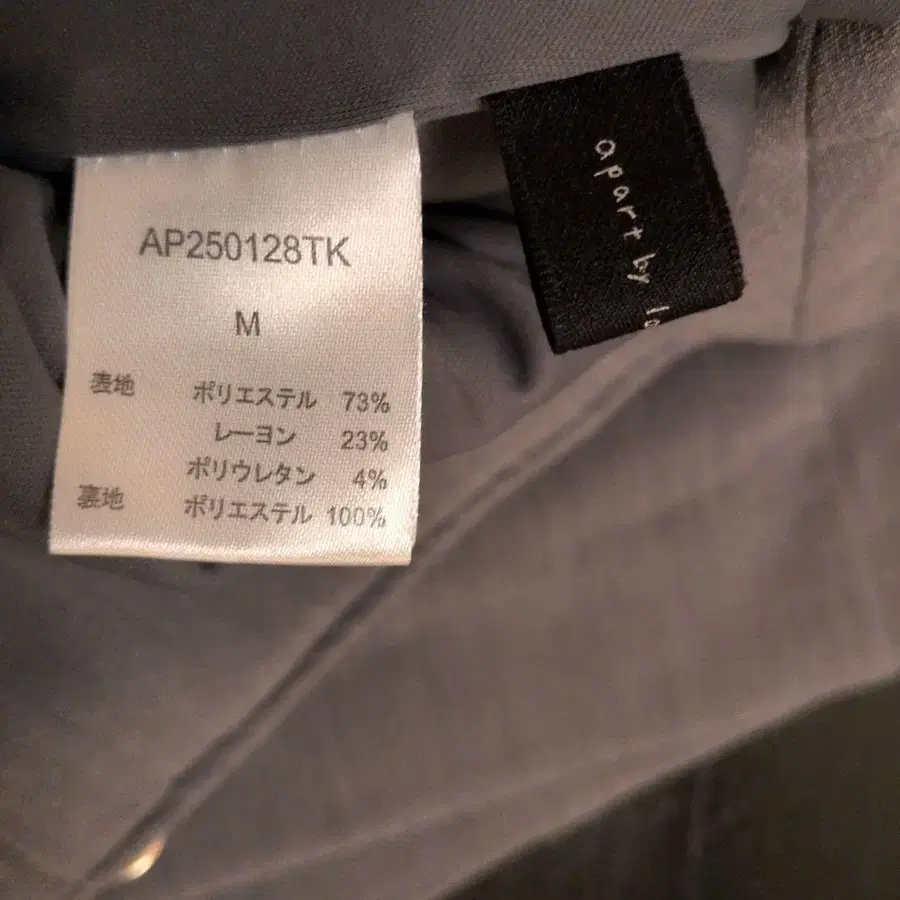 AP250128TK
M
表地 ポリエステル 73%
レーヨン 23%
ポリウレタン 4%
裏地 ポリエステル 100%
apart by